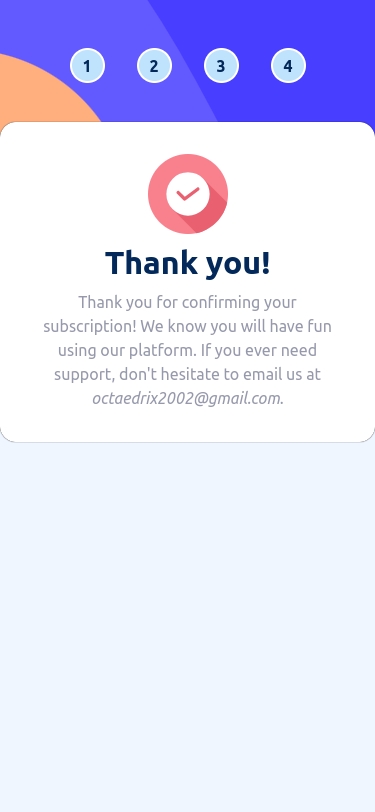 1 2 3 4
Thank you!
Thank you for confirming your
subscription! We know you will have fun
using our platform. If you ever need
support, don't hesitate to email us at
octaedrix2002@gmail.com.